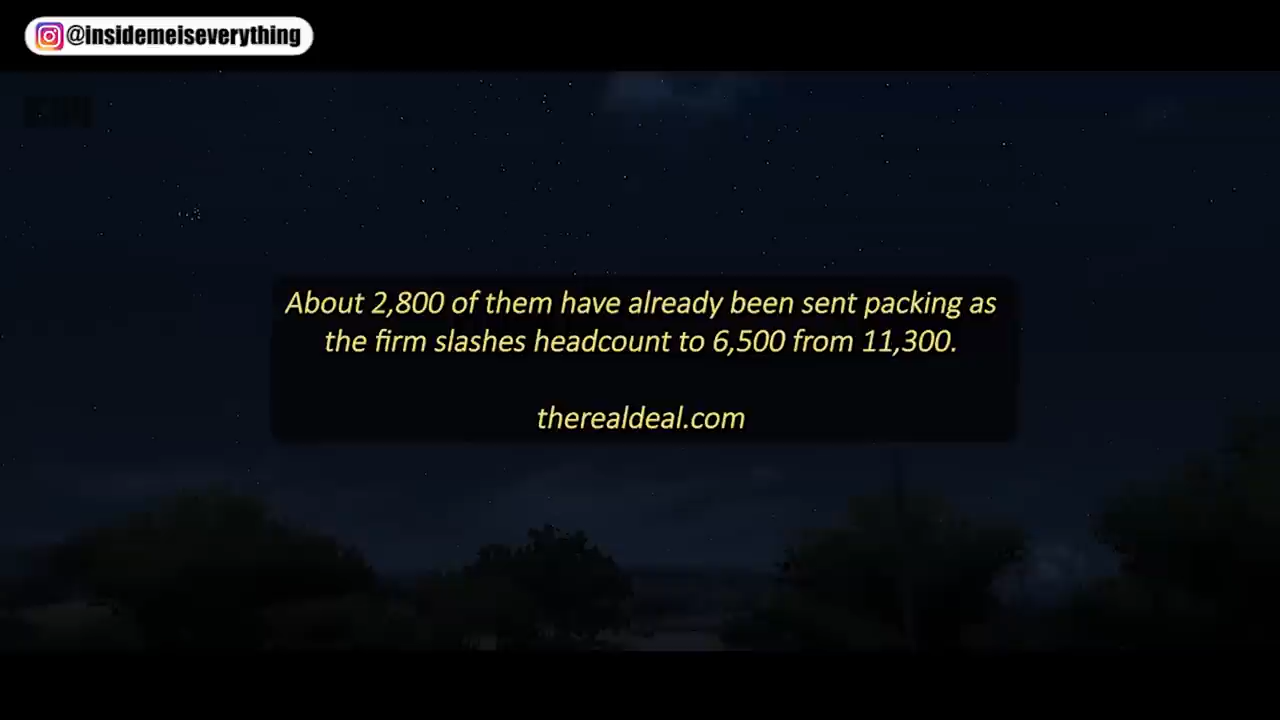 @insidemeiseverything
About 2,800 of them have already been sent packing as
the firm slashes headcount to 6,500 from 11,300.
therealdeal.com